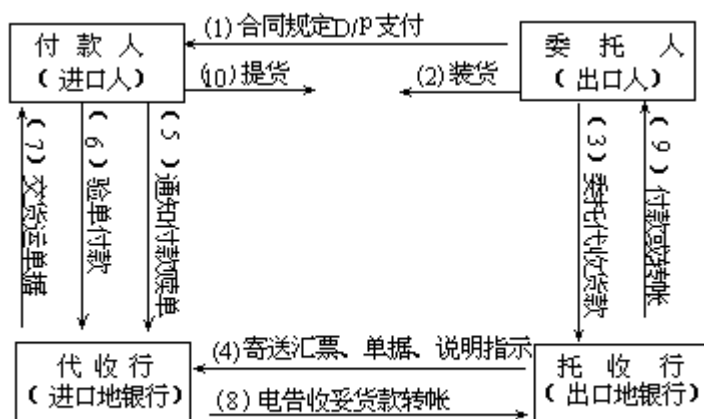 付 款 人
（进口人）
(1) 合同规定D/P 支付
委 托 人
（出口人）
(10) 提货
(2) 装货
（7）交货运单据
（6）验单付款
（5）通知付款赎单
（3）委托代收货款
（9）付款或转帐
代 收 行
（进口地银行）
(4) 寄送汇票、单据、说明指示
(8) 电告收妥货款转帐
托 收 行
（出口地银行）